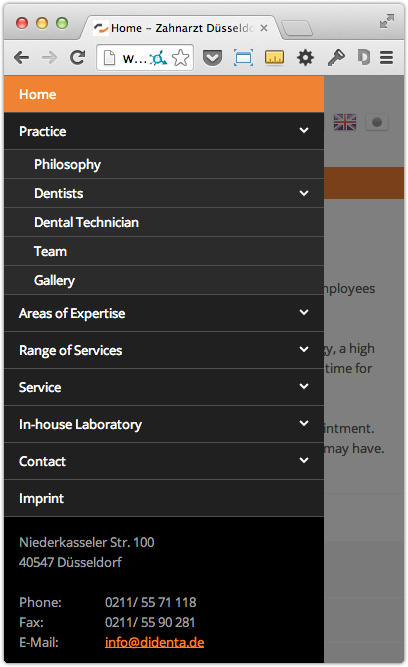 Home – Zahnarzt Düsseldo
w...
Home
Practice
Philosophy
Dentists
Dental Technician
Team
Gallery
Areas of Expertise
Range of Services
Service
In-house Laboratory
Contact
Imprint
Niederkasseler Str. 100
40547 Düsseldorf
Phone: 0211/ 55 71 118
Fax: 0211/ 55 90 281
E-Mail: info@didenta.de
mployees
gy, a high
time for
intment.
may have.